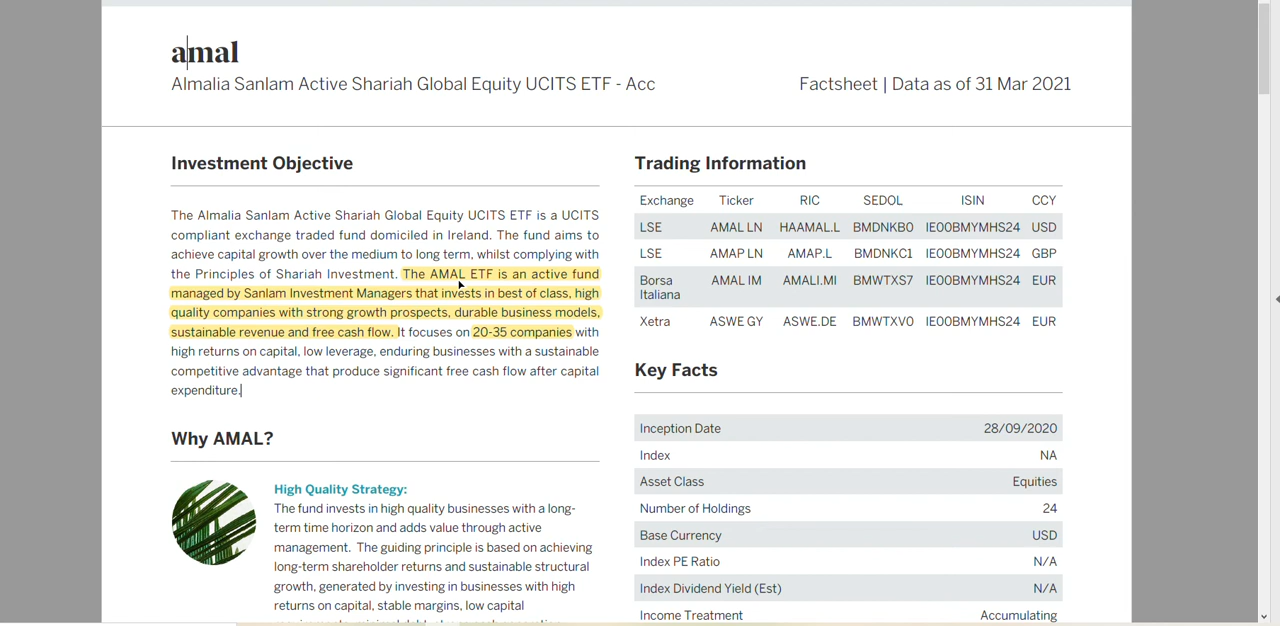 amal
Almalia Sanlam Active Shariah Global Equity UCITS ETF - Acc
Factsheet | Data as of 31 Mar 2021
Investment Objective
The Almalia Sanlam Active Shariah Global Equity UCITS ETF is a UCITS
compliant exchange traded fund domiciled in Ireland. The fund aims to
achieve capital growth over the medium to long term, whilst complying with
the Principles of Shariah Investment. The AMAL ETF is an active fund
managed by Sanlam Investment Managers that invests in best of class, high
quality companies with strong growth prospects, durable business models,
sustainable revenue and free cash flow. It focuses on 20-35 companies with
high returns on capital, low leverage, enduring businesses with a sustainable
competitive advantage that produce significant free cash flow after capital
expenditure.
Why AMAL?
High Quality Strategy:
The fund invests in high quality businesses with a long-
term time horizon and adds value through active
management. The guiding principle is based on achieving
long-term shareholder returns and sustainable structural
growth, generated by investing in businesses with high
returns on capital, stable margins, low capital
Trading Information
Exchange Ticker RIC SEDOL ISIN CCY
LSE AMAL LN HAAMAL.L BMDNKB0 IE00BMYMHS24 USD
LSE AMAP LN AMAP.L BMDNKC1 IE00BMYMHS24 GBP
Borsa Italiana AMAL IM AMALI.MI BMWTXS7 IE00BMYMHS24 EUR
Xetra ASWE GY ASWE.DE BMWTXV0 IE00BMYMHS24 EUR
Key Facts
Inception Date 28/09/2020
Index NA
Asset Class Equities
Number of Holdings 24
Base Currency USD
Index PE Ratio N/A
Index Dividend Yield (Est) N/A
Income Treatment Accumulating